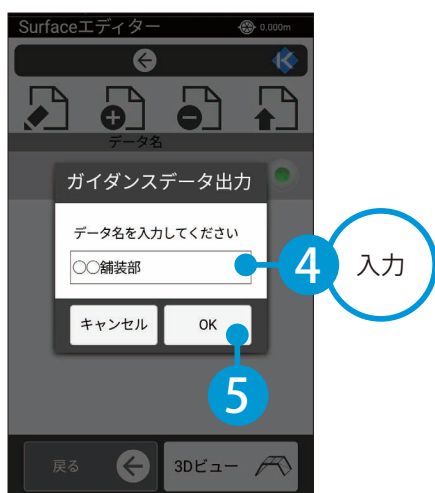 Surfaceエディター 0.000m
データ名
ガイダンスデータ出力
データ名を入力してください
○○舗装部
4 入力
キャンセル OK
5
戻る 3Dビュー